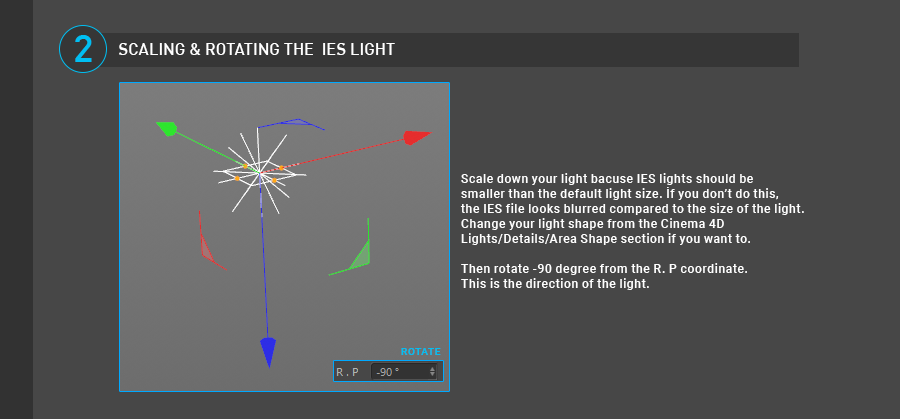 2
SCALING & ROTATING THE IES LIGHT
Scale down your light bacuse IES lights should be
smaller than the default light size. if you don't do this,
the IES file looks blurred compared to the size of the light.
Change your light shape from the Cinema 4D
Lights/Details/Area Shape section if you want to.
Then rotate -90 degree from the R. P coordinate.
This is the direction of the light.
ROTATE
R . P -90 °